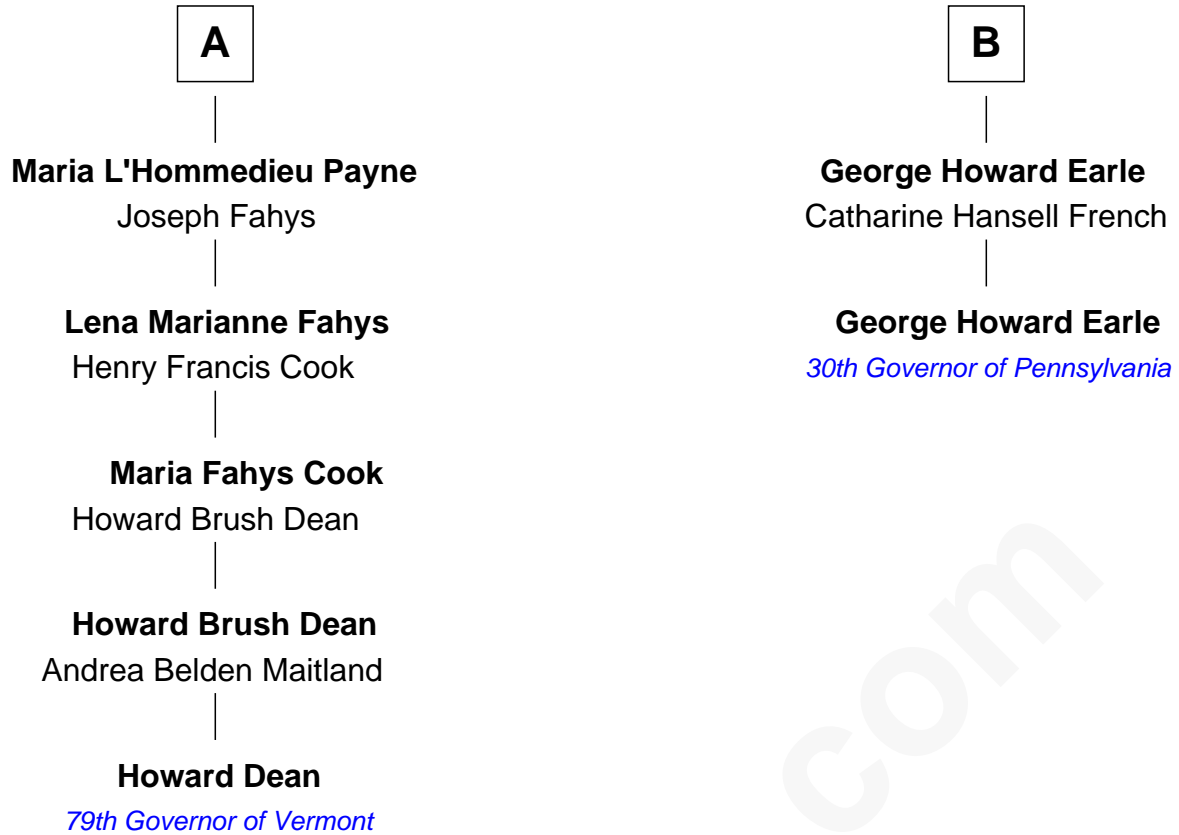 A
Maria L'Hommedieu Payne
Joseph Fahys
Lena Marianne Fahys
Henry Francis Cook
Maria Fahys Cook
Howard Brush Dean
Howard Brush Dean
Andrea Belden Maitland
Howard Dean
79th Governor of Vermont
B
George Howard Earle
Catharine Hansell French
George Howard Earle
30th Governor of Pennsylvania
com